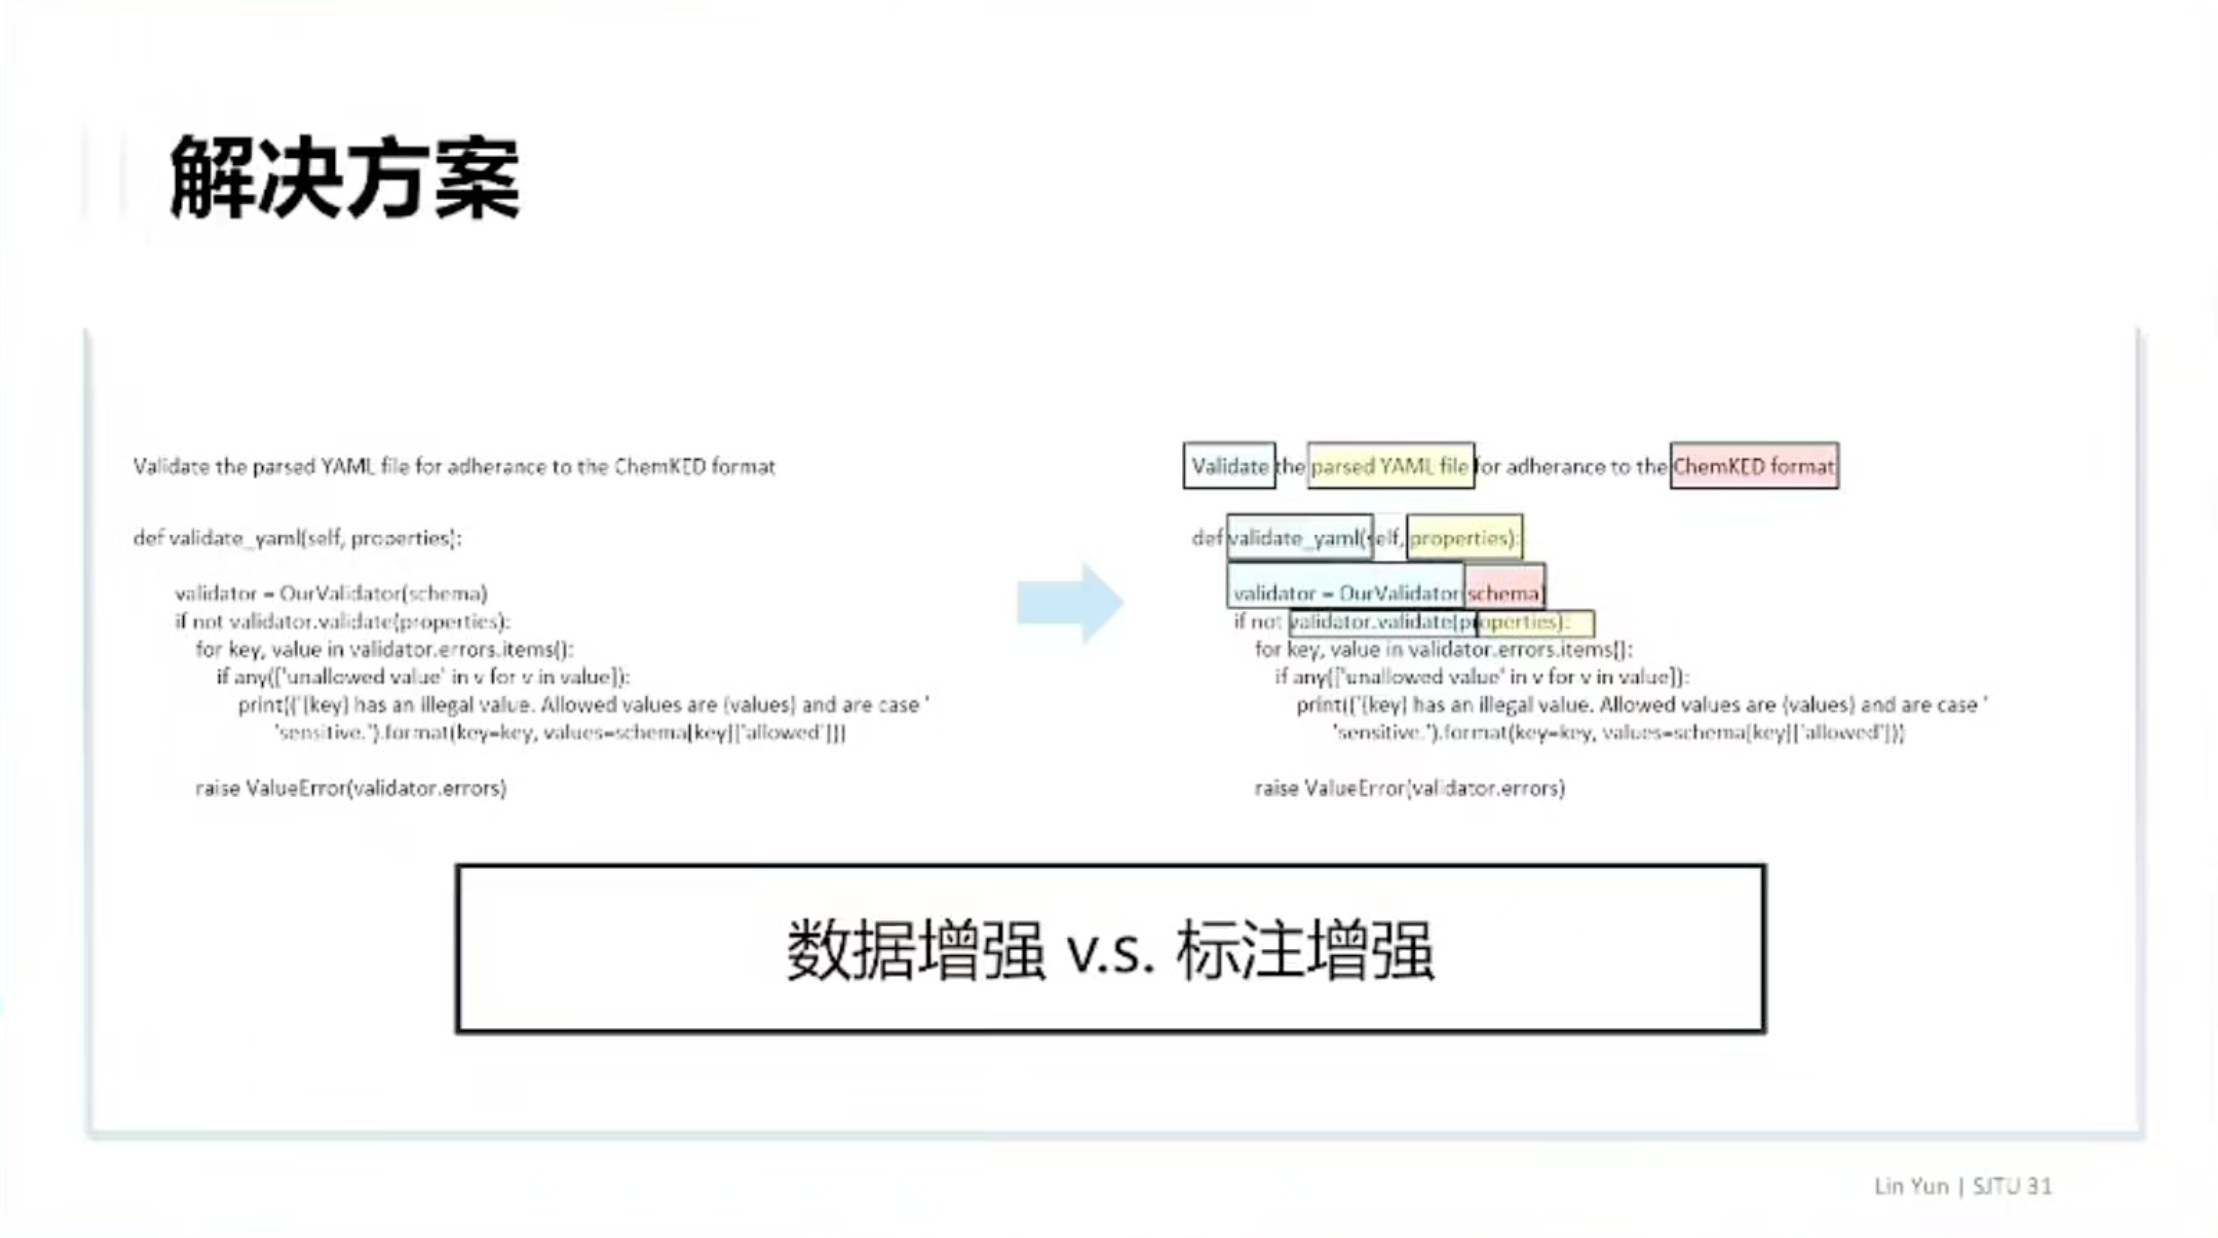 解决方案
Validate the parsed YAML file for adherance to the ChemKED format
def validate_yaml(self, properties):
validator = OurValidator(schema)
if not validator.validate(properties):
for key, value in validator.errors.items():
if any(['unallowed value' in v for v in value]):
print(('{key} has an illegal value. Allowed values are {values} and are case '
'sensitive.').format(key=key, values=schema[key]['allowed']))
raise ValueError(validator.errors)
Validate the parsed YAML file for adherance to the ChemKED format
def validate_yaml(self, properties):
validator = OurValidator(schema)
if not validator.validate(properties):
for key, value in validator.errors.items():
if any(['unallowed value' in v for v in value]):
print(('{key} has an illegal value. Allowed values are {values} and are case '
'sensitive.').format(key=key, values=schema[key]['allowed']))
raise ValueError(validator.errors)
数据增强 v.s. 标注增强
Lin Yun | SJTU 31